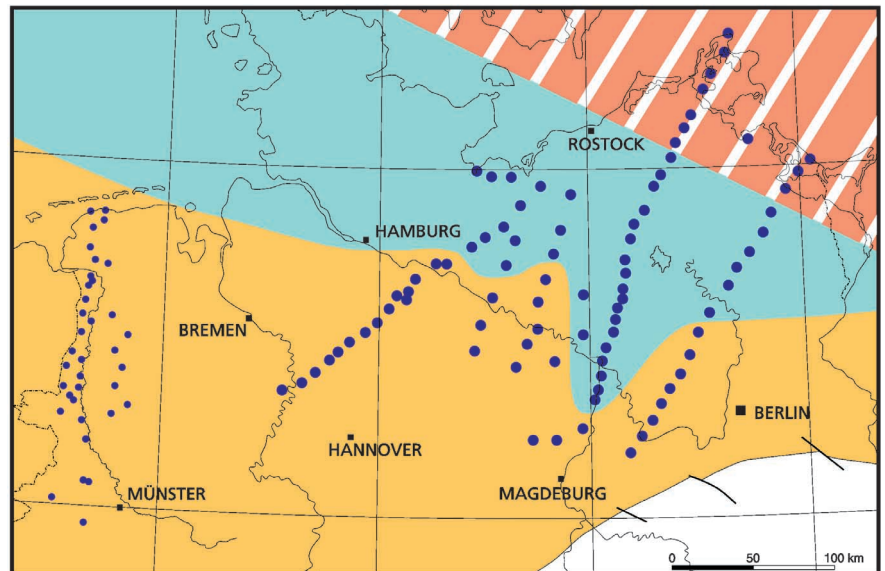 ROSTOCK
HAMBURG
BREMEN
BERLIN
HANNOVER
MAGDEBURG
MÜNSTER
0 50 100 km